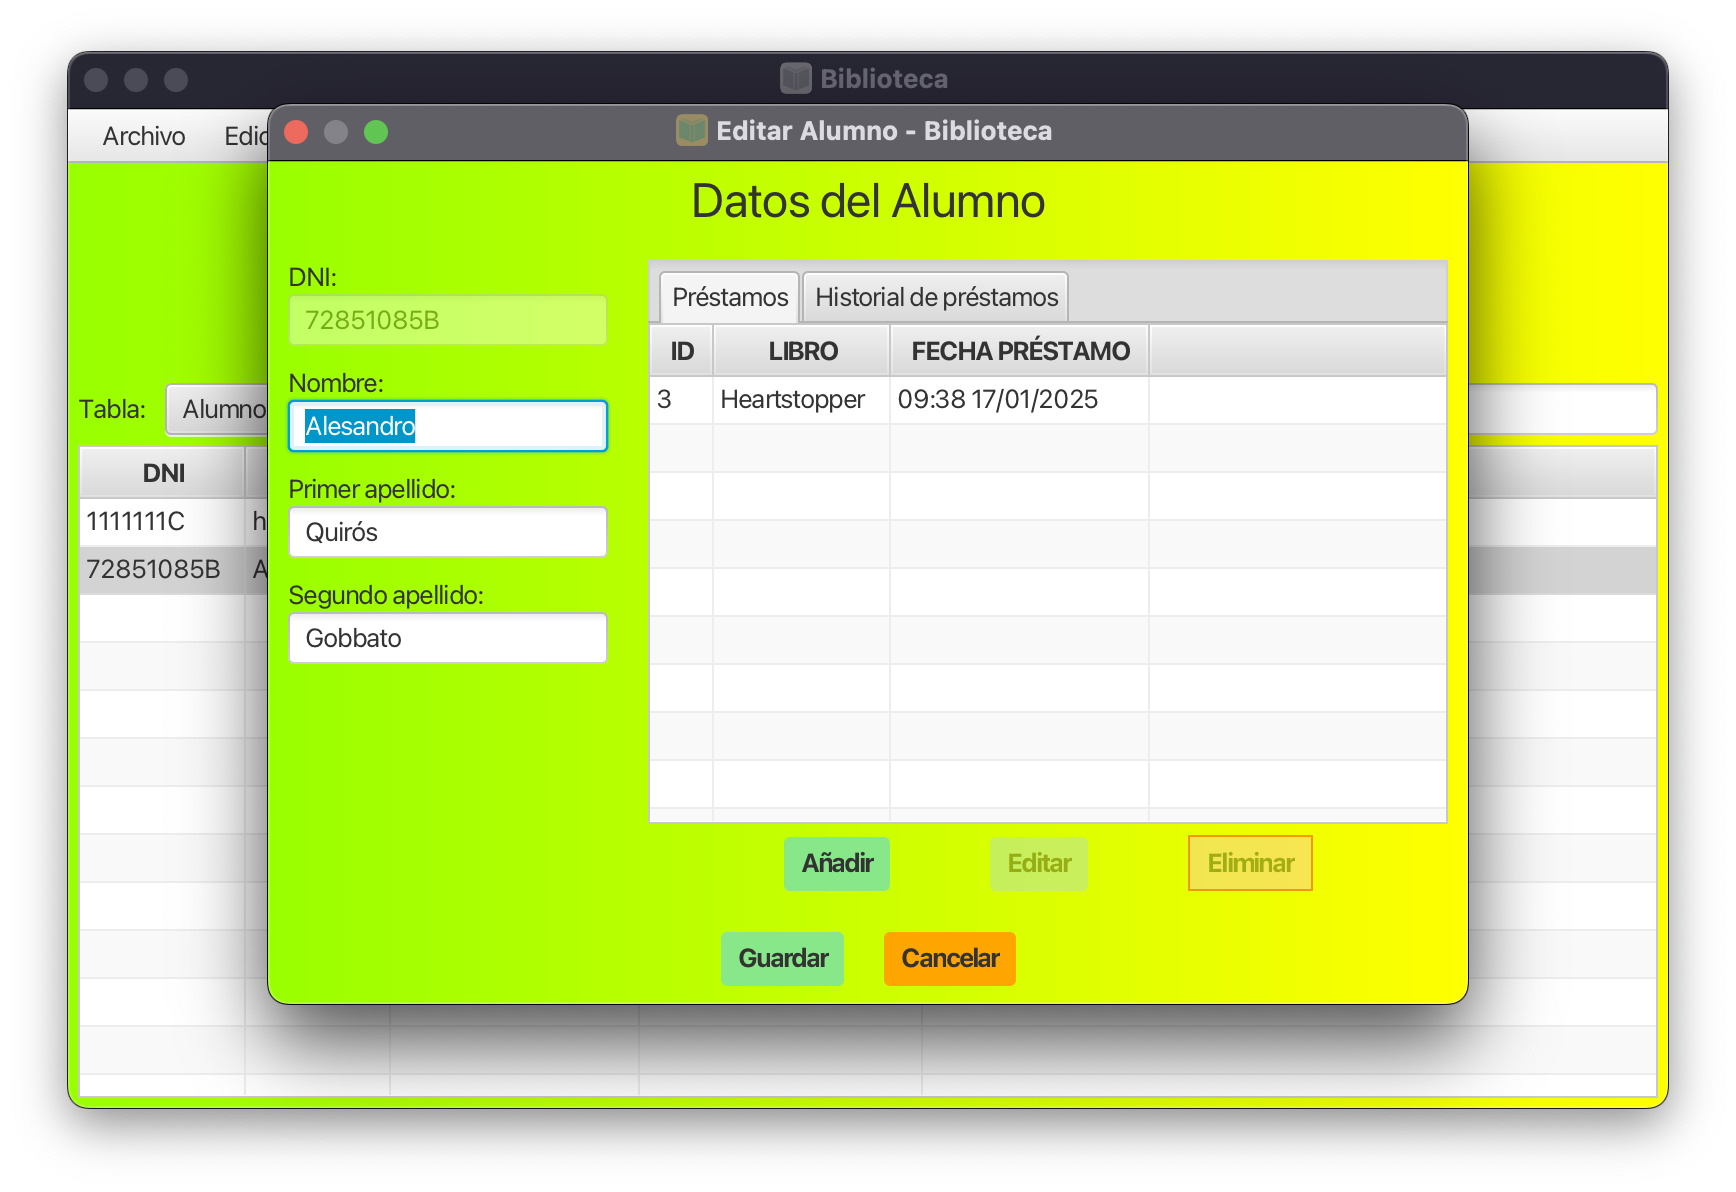 Biblioteca
Archivo
Editar Alumno - Biblioteca
Datos del Alumno
DNI:
72851085B
Nombre:
Alesandro
Primer apellido:
Quirós
Segundo apellido:
Gobbato
Préstamos Historial de préstamos
ID LIBRO FECHA PRÉSTAMO
3 Heartstopper 09:38 17/01/2025
Añadir Editar Eliminar
Guardar Cancelar
Tabla: Alumno
DNI
1111111C
72851085B